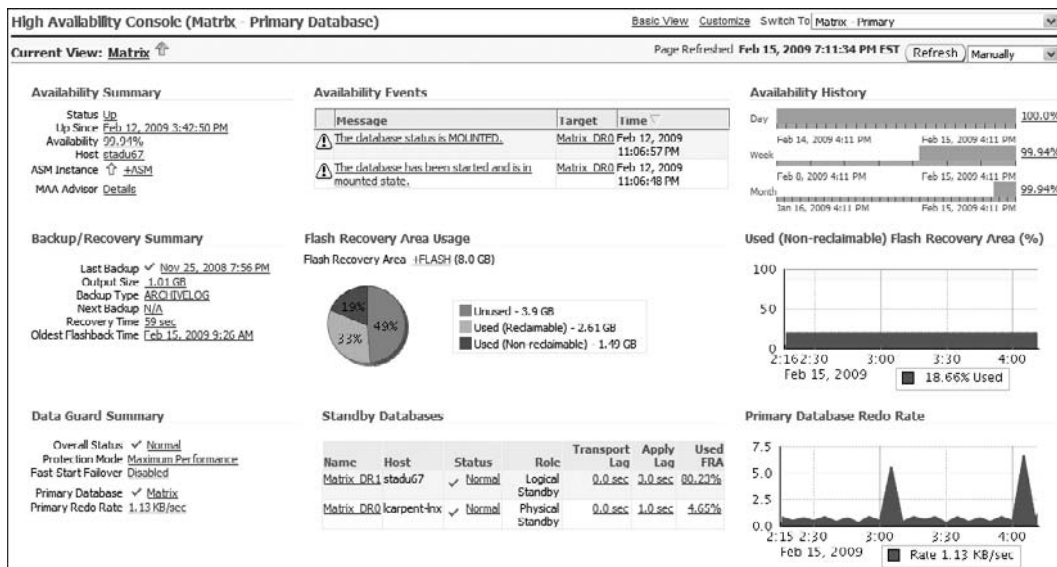 High Availability Console (Matrix - Primary Database)
Basic View Customize Switch To Matrix - Primary
Current View: Matrix
Page Refreshed Feb 15, 2009 7:11:34 PM EST Refresh Manually
Availability Summary
Status Up
Up Since Feb 12, 2009 3:42:50 PM
Availability 99.94%
Host stadu67
ASM Instance +ASM
MAA Advisor Details
Availability Events
Message Target Time
The database status is MOUNTED. Matrix_DR0 Feb 12, 2009
11:06:57 PM
The database has been started and is in Matrix_DR0 Feb 12, 2009
mounted state. 11:06:48 PM
Availability History
Day 100.0%
Feb 14, 2009 4:11 PM Feb 15, 2009 4:11 PM
Week 99.94%
Feb 8, 2009 4:11 PM Feb 15, 2009 4:11 PM
Month 99.94%
Jan 16, 2009 4:11 PM Feb 15, 2009 4:11 PM
Backup/Recovery Summary
Last Backup Nov 25, 2008 7:56 PM
Output Size 1.01 GB
Backup Type ARCHIVELOG
Next Backup N/A
Recovery Time 59 sec
Oldest Flashback Time Feb 15, 2009 9:26 AM
Flash Recovery Area Usage
Flash Recovery Area +FLASH (8.0 GB)
19%
49%
33%
Unused - 3.9 GB
Used (Reclaimable) - 2.61 GB
Used (Non-reclaimable) - 1.49 GB
Used (Non-reclaimable) Flash Recovery Area (%)
100
50
0
2:16 2:30 3:00 3:30 4:00
Feb 15, 2009
18.66% Used
Data Guard Summary
Overall Status Normal
Protection Mode Maximum Performance
Fast Start Failover Disabled
Primary Database Matrix
Primary Redo Rate 1.13 KB/sec
Standby Databases
Transport Apply Used
Name Host Status Role Lag Lag FRA
Matrix_DR1 stadu67 Normal Logical 0.0 sec 3.0 sec 80.23%
Standby
Matrix_DR0 lcarpent-lnx Normal Physical 0.0 sec 1.0 sec 4.65%
Standby
Primary Database Redo Rate
7.5
5.0
2.5
0.0
2:15 2:30 3:00 3:30 4:00
Feb 15, 2009
Rate 1.13 KB/sec